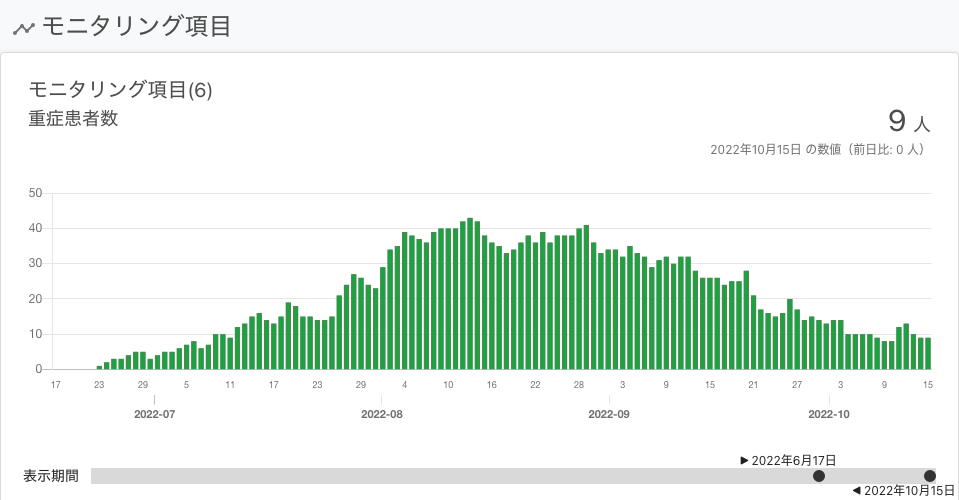 モニタリング項目
モニタリング項目(6)
重症患者数
9 人
2022年10月15日 の数値（前日比: 0 人）
50
40
30
20
10
0
17 23 29 5 11 17 23 29 4 10 16 22 28 3 9 15 21 27 3 9 15
2022-07 2022-08 2022-09 2022-10
▶ 2022年6月17日
表示期間
◀ 2022年10月15日